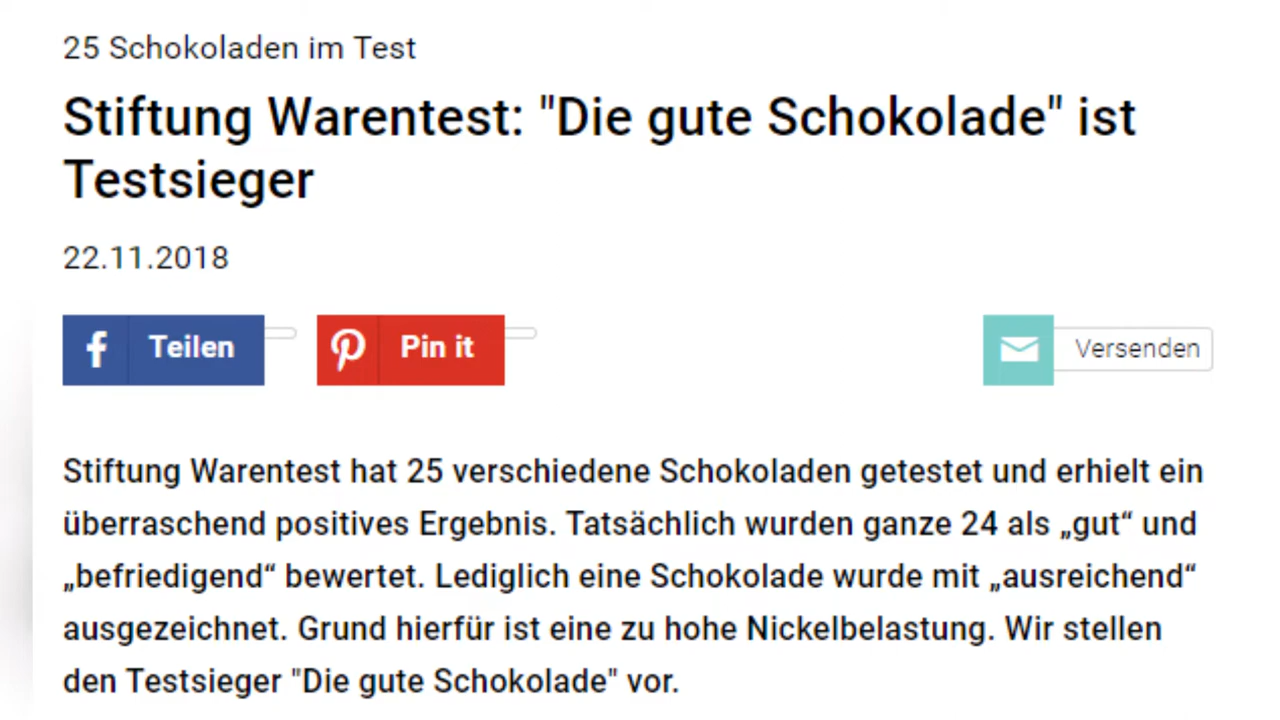 25 Schokoladen im Test
Stiftung Warentest: "Die gute Schokolade" ist
Testsieger
22.11.2018
Teilen
Pin it
Versenden
Stiftung Warentest hat 25 verschiedene Schokoladen getestet und erhielt ein
überraschend positives Ergebnis. Tatsächlich wurden ganze 24 als „gut“ und
„befriedigend“ bewertet. Lediglich eine Schokolade wurde mit „ausreichend“
ausgezeichnet. Grund hierfür ist eine zu hohe Nickelbelastung. Wir stellen
den Testsieger "Die gute Schokolade" vor.